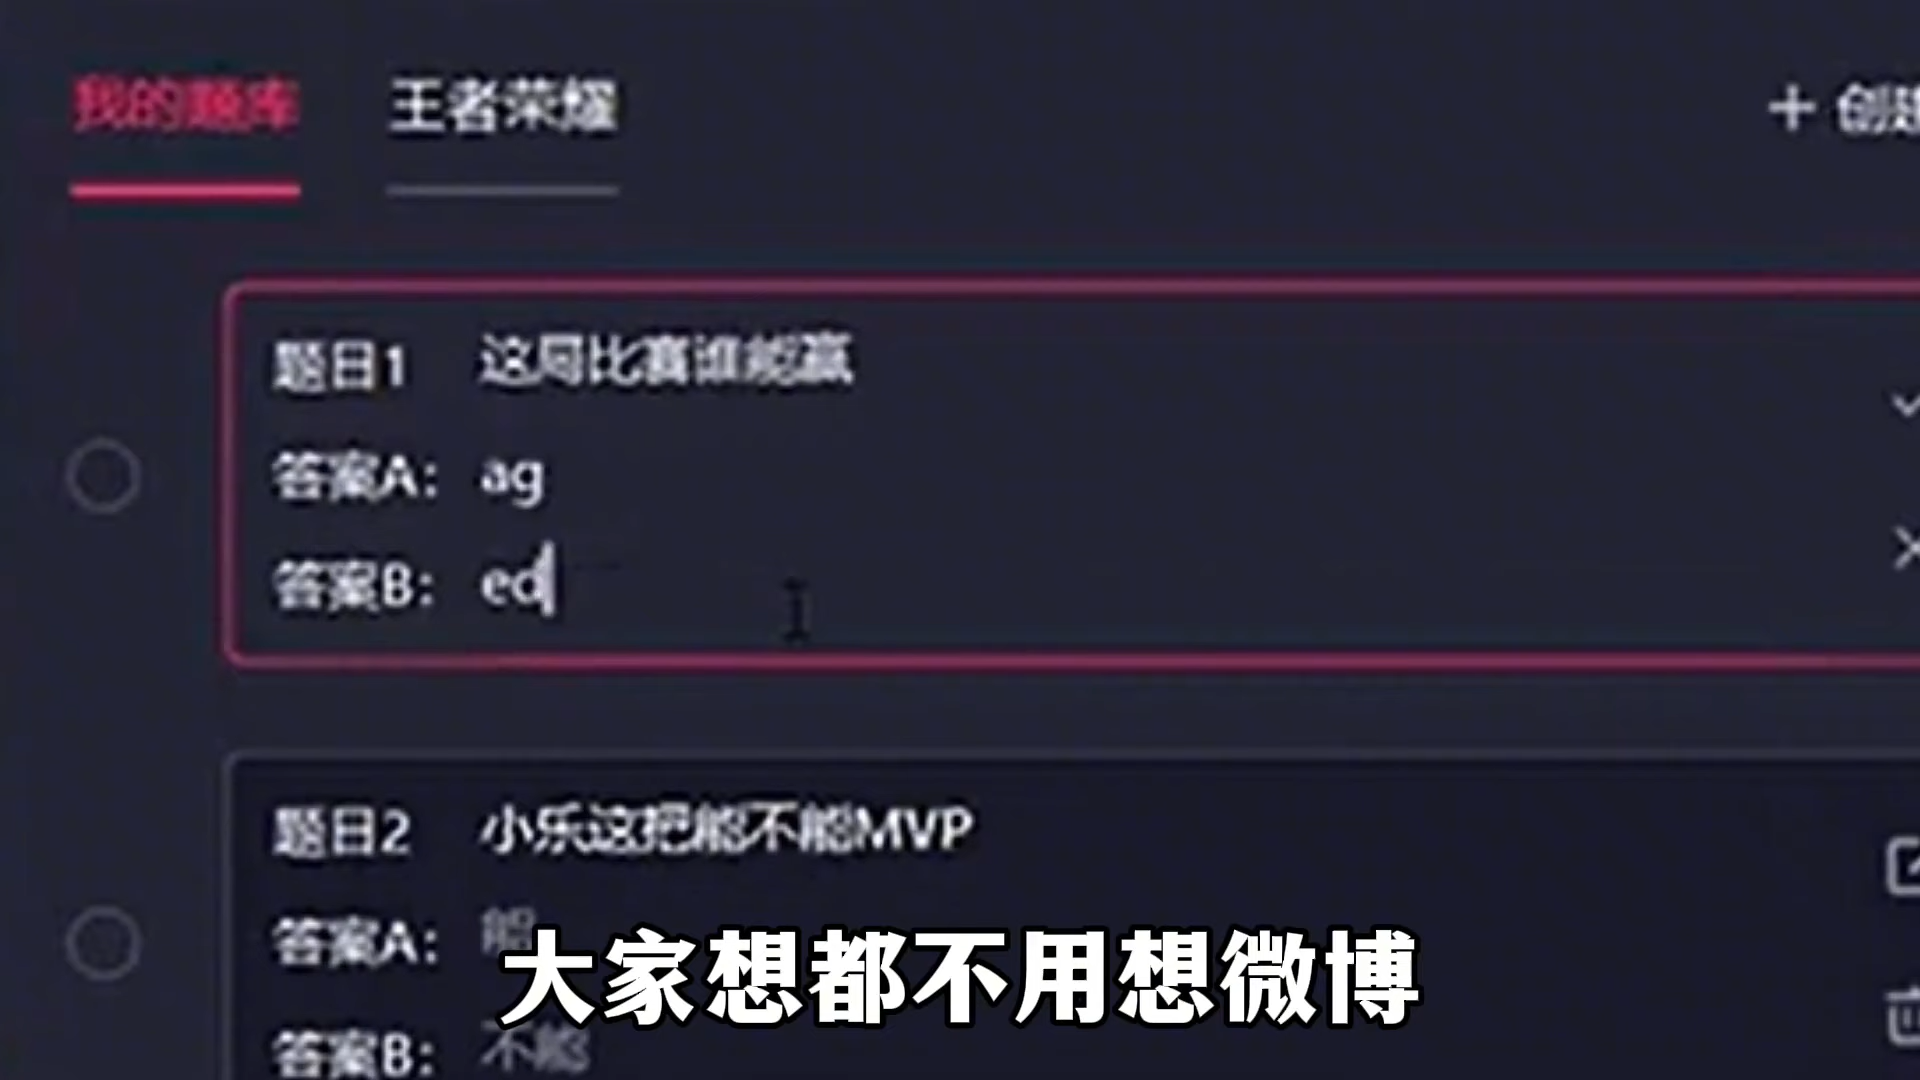 我的题库 王者荣耀 + 创建
题目1 这局比赛谁能赢
答案A: ag
答案B: ed
题目2 小乐这把能不能MVP
答案A: 能
大家想都不用想微博
答案B: 不能